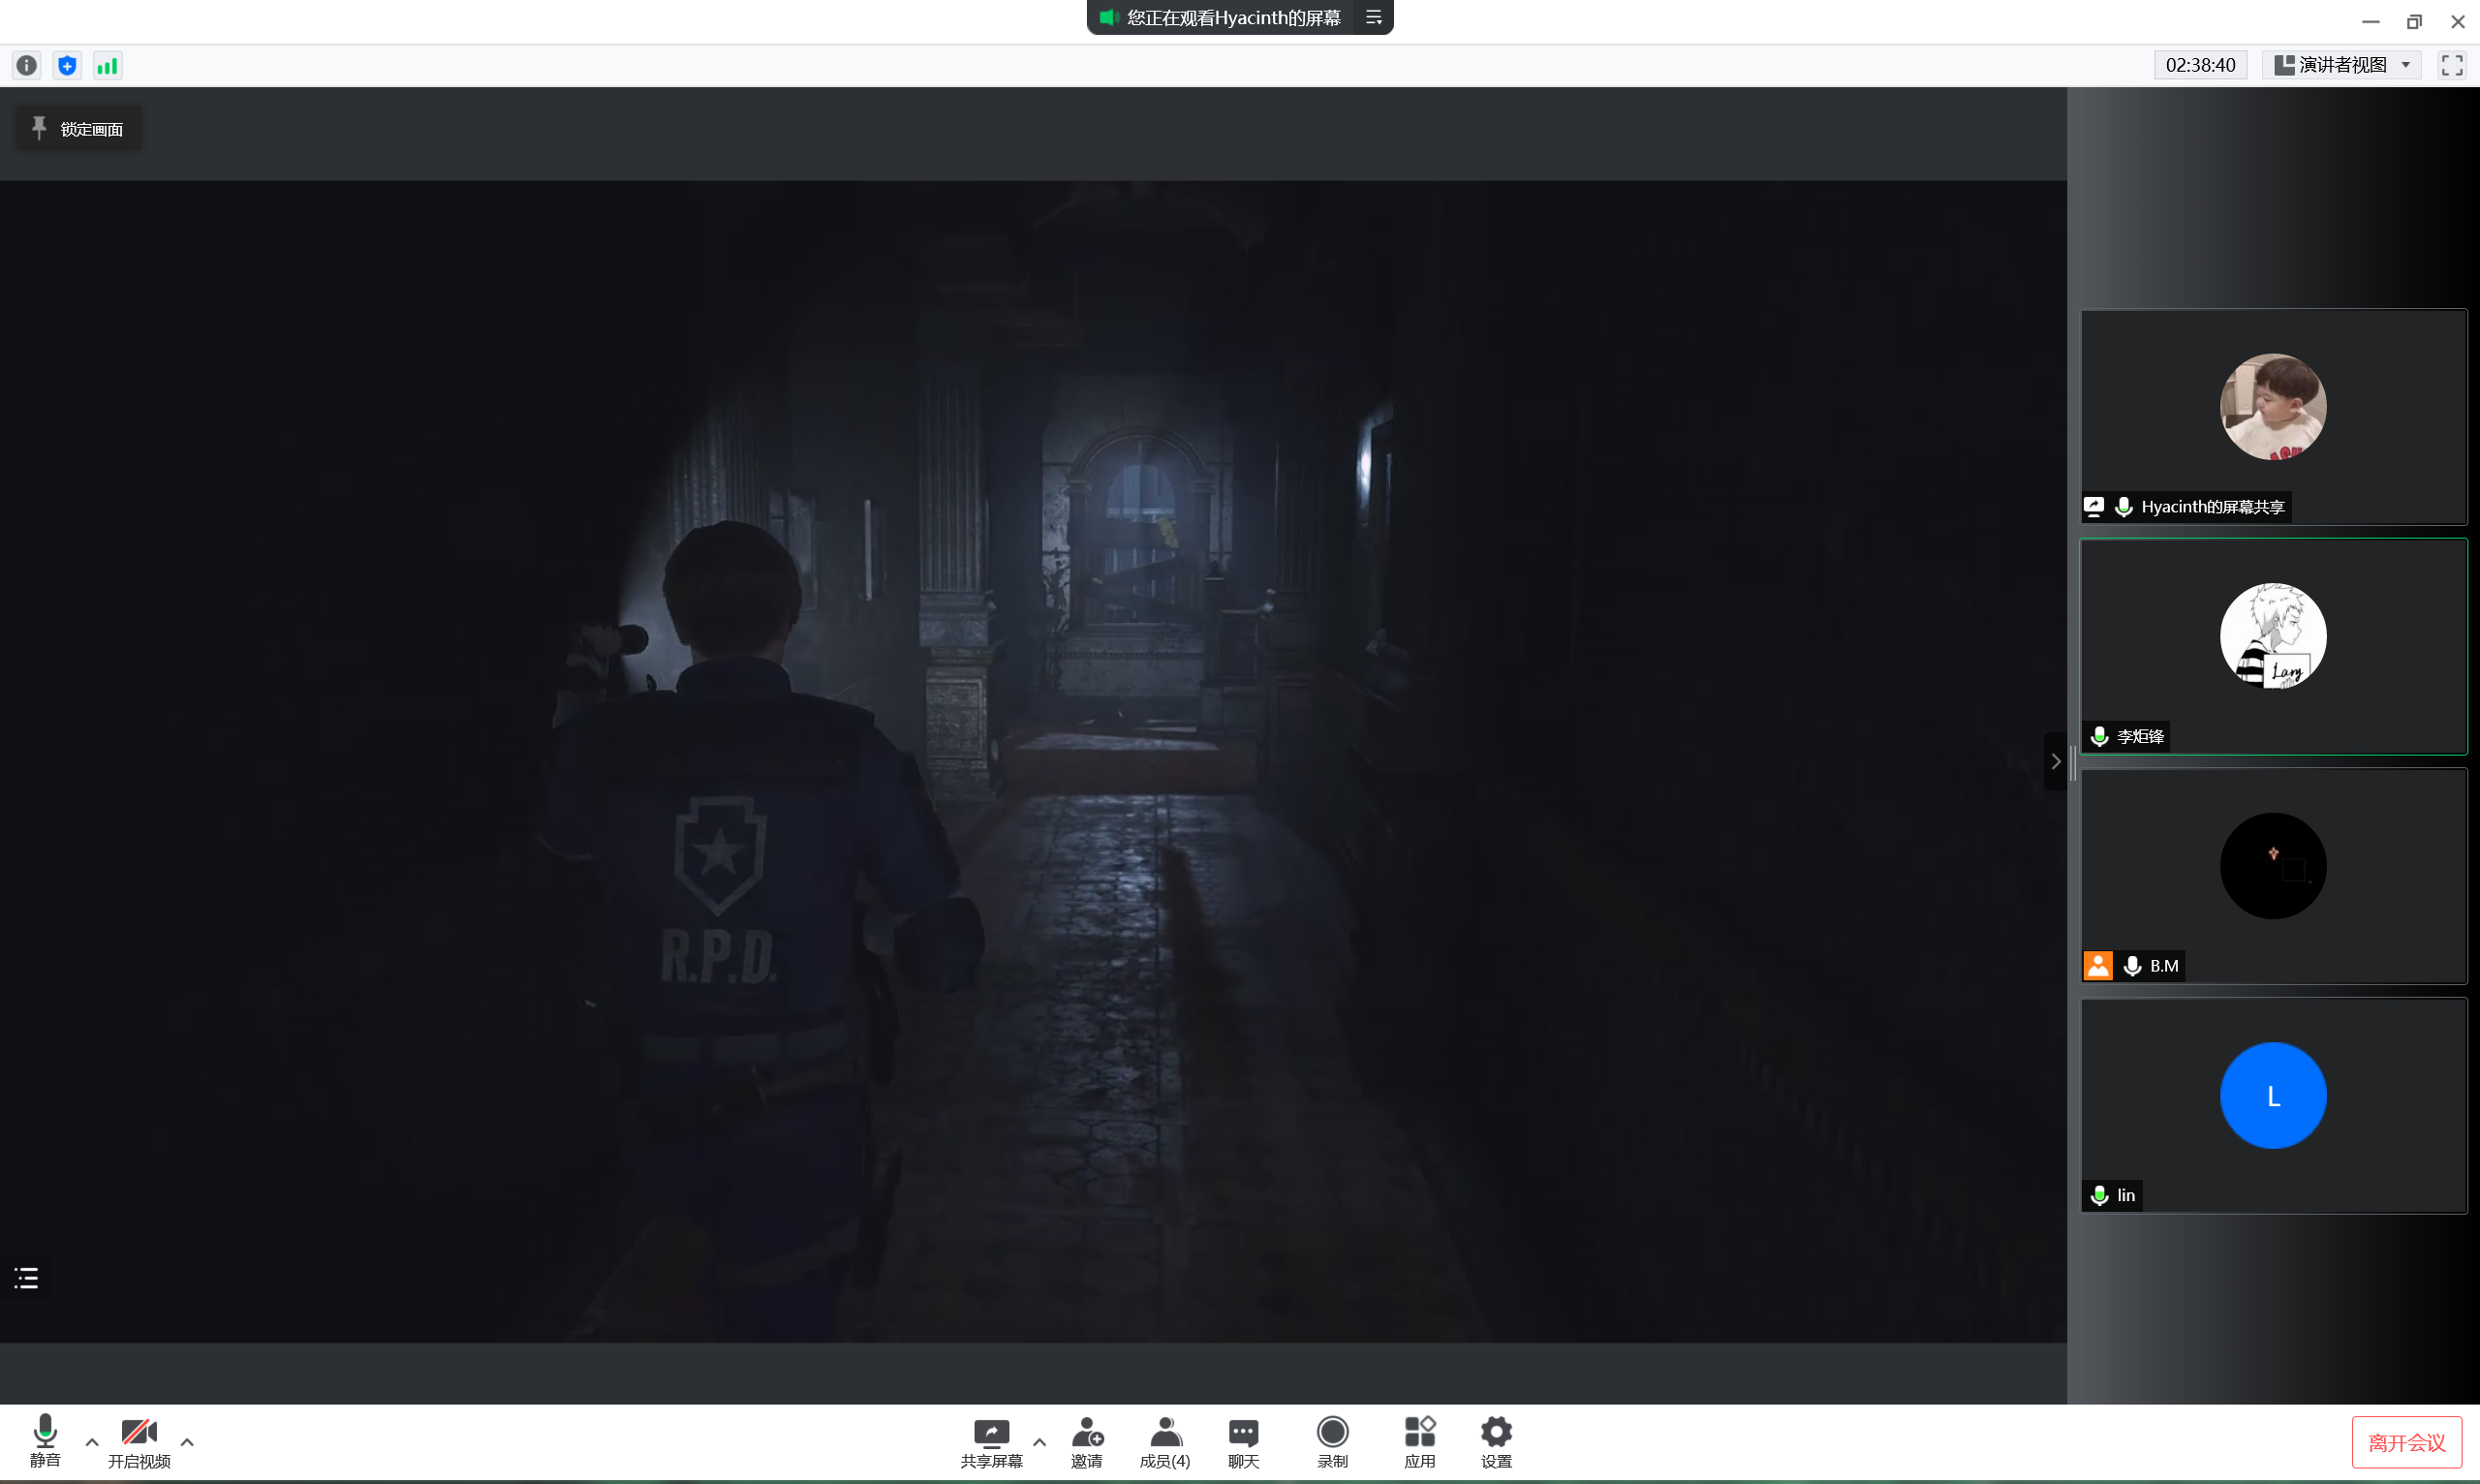 您正在观看Hyacinth的屏幕
02:38:40
演讲者视图
锁定画面
R.P.D.
Hyacinth的屏幕共享
Lazy
李炬锋
B.M
L
lin
静音
开启视频
共享屏幕
邀请
成员(4)
聊天
录制
应用
设置
离开会议